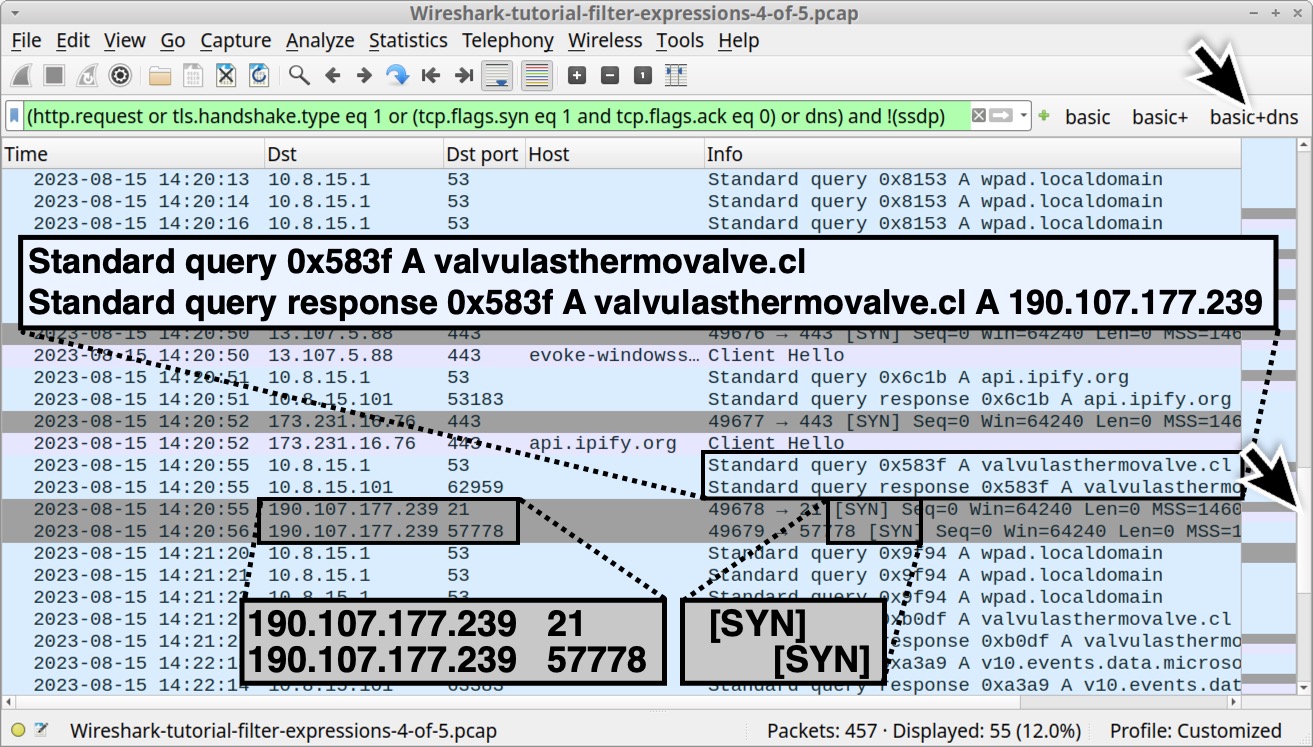 Wireshark-tutorial-filter-expressions-4-of-5.pcap
File Edit View Go Capture Analyze Statistics Telephony Wireless Tools Help
(http.request or tls.handshake.type eq 1 or (tcp.flags.syn eq 1 and tcp.flags.ack eq 0) or dns) and !(ssdp) basic basic+ basic+dns
Time Dst Dst port Host Info
2023-08-15 14:20:13 10.8.15.1 53 Standard query 0x8153 A wpad.localdomain
2023-08-15 14:20:14 10.8.15.1 53 Standard query 0x8153 A wpad.localdomain
2023-08-15 14:20:16 10.8.15.1 53 Standard query 0x8153 A wpad.localdomain
Standard query 0x583f A valvulasthermovalve.cl
Standard query response 0x583f A valvulasthermovalve.cl A 190.107.177.239
2023-08-15 14:20:50 13.107.5.88 443 49676 → 443 [SYN] Seq=0 Win=64240 Len=0 MSS=146
2023-08-15 14:20:50 13.107.5.88 443 evoke-windowss… Client Hello
2023-08-15 14:20:51 10.8.15.1 53 Standard query 0x6c1b A api.ipify.org
2023-08-15 14:20:51 10.8.15.101 53183 Standard query response 0x6c1b A api.ipify.org
2023-08-15 14:20:52 173.231.16.76 443 49677 → 443 [SYN] Seq=0 Win=64240 Len=0 MSS=146
2023-08-15 14:20:52 173.231.16.76 443 api.ipify.org Client Hello
2023-08-15 14:20:55 10.8.15.1 53 Standard query 0x583f A valvulasthermovalve.cl
2023-08-15 14:20:55 10.8.15.101 62959 Standard query response 0x583f A valvulasthermo
2023-08-15 14:20:55 190.107.177.239 21 49678 → 21 [SYN] Seq=0 Win=64240 Len=0 MSS=1460
2023-08-15 14:20:56 190.107.177.239 57778 49679 → 57778 [SYN] Seq=0 Win=64240 Len=0 MSS=1
2023-08-15 14:21:20 10.8.15.1 53 Standard query 0x9f94 A wpad.localdomain
2023-08-15 14:21:21 10.8.15.1 53 Standard query 0x9f94 A wpad.localdomain
2023-08-15 14:21:2 10.8.15.1 53 Standard query 0x9f94 A wpad.localdomain
2023-08-15 14:21:2 xb0df A valvulasthermovalve.cl
2023-08-15 14:21:2 esponse 0xb0df A valvulasthermo
2023-08-15 14:22:1 xa3a9 A v10.events.data.microso
2023-08-15 14:22:14 10.8.15.101 Standard query response 0xa3a9 A v10.events.dat
190.107.177.239 21 [SYN]
190.107.177.239 57778 [SYN]
Wireshark-tutorial-filter-expressions-4-of-5.pcap Packets: 457 · Displayed: 55 (12.0%) Profile: Customized